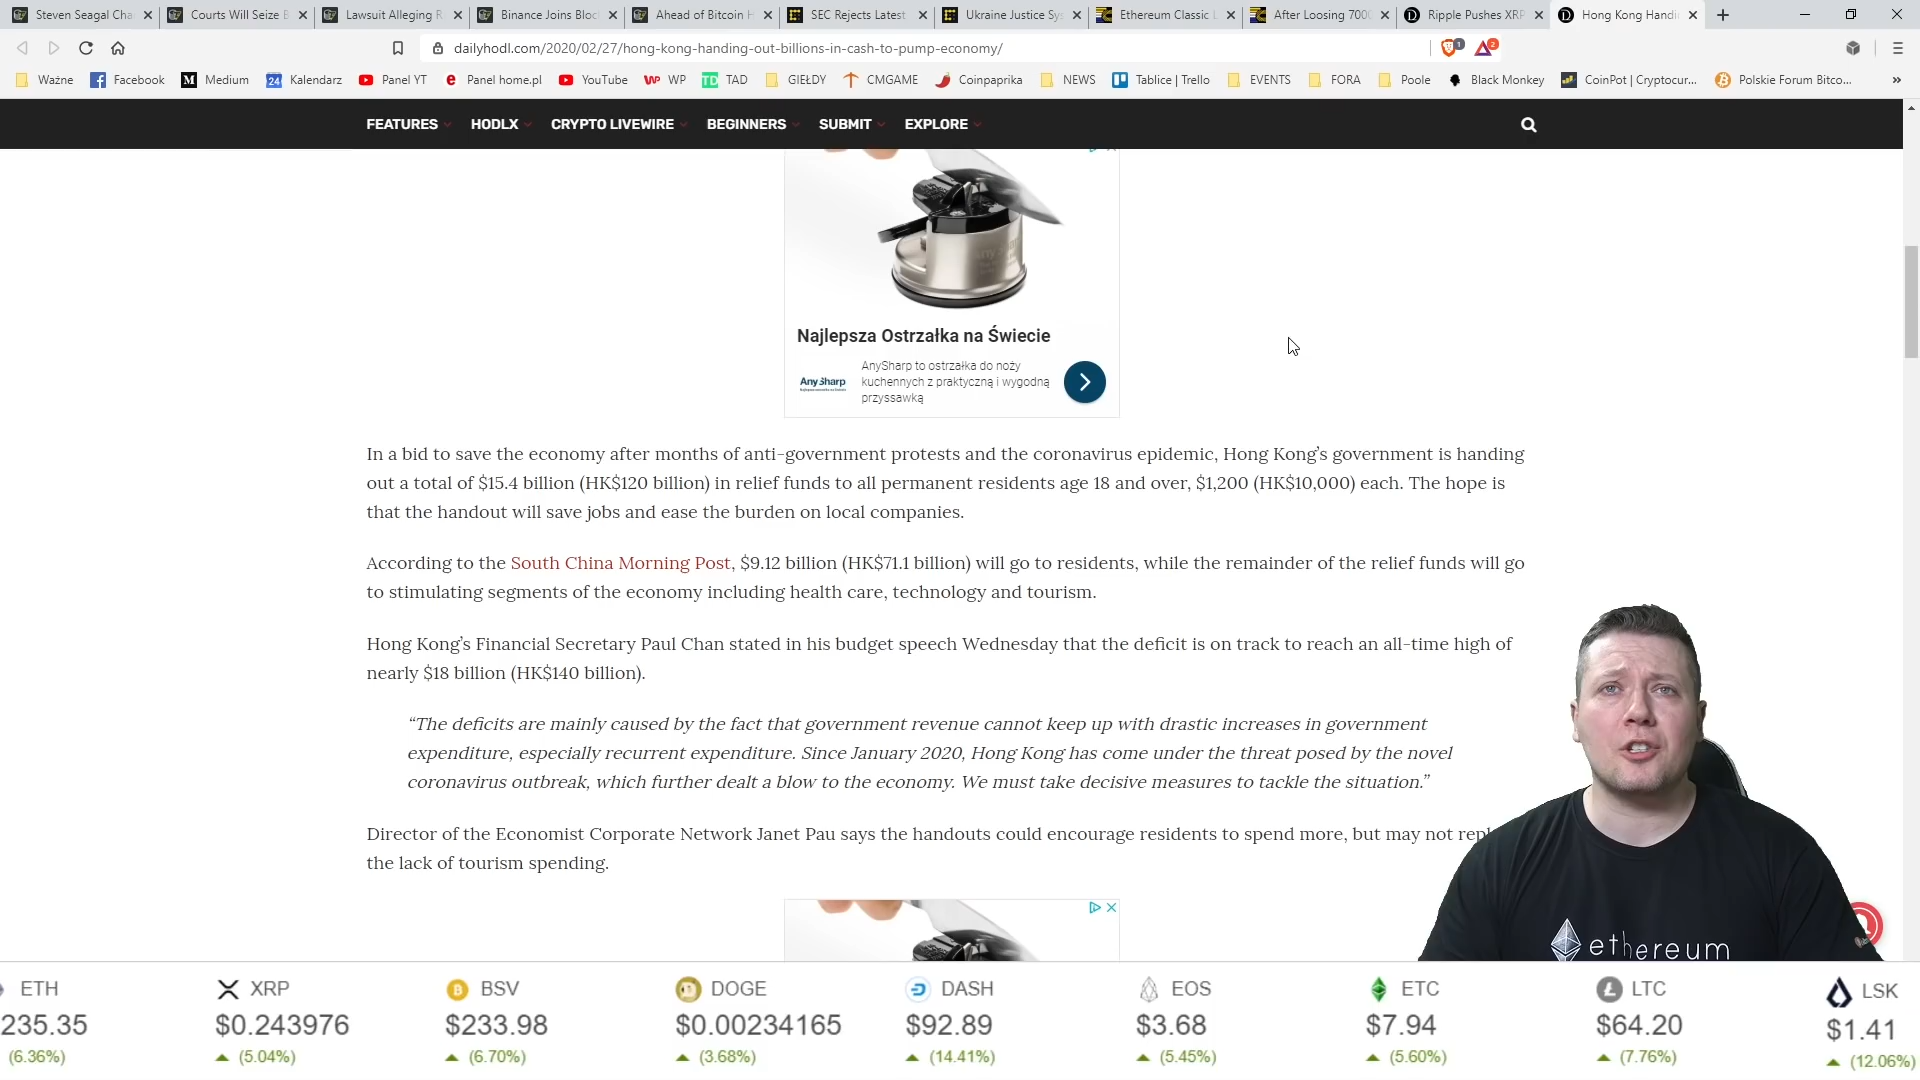 Steven Seagal Cha
Courts Will Seize B
Lawsuit Alleging R
Binance Joins Bloc
Ahead of Bitcoin H
SEC Rejects Latest
Ukraine Justice Sy
Ethereum Classic L
After Loosing 7000
Ripple Pushes XRP
Hong Kong Handi
dailyhodl.com/2020/02/27/hong-kong-handing-out-billions-in-cash-to-pump-economy/
1
2
Ważne
Facebook
Medium
Kalendarz
Panel YT
Panel home.pl
YouTube
WP
TAD
GIEŁDY
CMGAME
Coinpaprika
NEWS
Tablice | Trello
EVENTS
FORA
Poole
Black Monkey
CoinPot | Cryptocur...
Polskie Forum Bitco...
FEATURES
HODLX
CRYPTO LIVEWIRE
BEGINNERS
SUBMIT
EXPLORE
Najlepsza Ostrzałka na Świecie
AnySharp
AnySharp to ostrzałka do noży
kuchennych z praktyczną i wygodną
przyssawką
In a bid to save the economy after months of anti-government protests and the coronavirus epidemic, Hong Kong’s government is handing
out a total of $15.4 billion (HK$120 billion) in relief funds to all permanent residents age 18 and over, $1,200 (HK$10,000) each. The hope is
that the handout will save jobs and ease the burden on local companies.
According to the South China Morning Post, $9.12 billion (HK$71.1 billion) will go to residents, while the remainder of the relief funds will go
to stimulating segments of the economy including health care, technology and tourism.
Hong Kong’s Financial Secretary Paul Chan stated in his budget speech Wednesday that the deficit is on track to reach an all-time high of
nearly $18 billion (HK$140 billion).
“The deficits are mainly caused by the fact that government revenue cannot keep up with drastic increases in government
expenditure, especially recurrent expenditure. Since January 2020, Hong Kong has come under the threat posed by the novel
coronavirus outbreak, which further dealt a blow to the economy. We must take decisive measures to tackle the situation.”
Director of the Economist Corporate Network Janet Pau says the handouts could encourage residents to spend more, but may not rep
the lack of tourism spending.
ethereum
ETH
XRP
BSV
DOGE
DASH
EOS
ETC
LTC
LSK
235.35
$0.243976
$233.98
$0.00234165
$92.89
$3.68
$7.94
$64.20
$1.41
(6.36%)
(5.04%)
(6.70%)
(3.68%)
(14.41%)
(5.45%)
(5.60%)
(7.76%)
(12.06%)